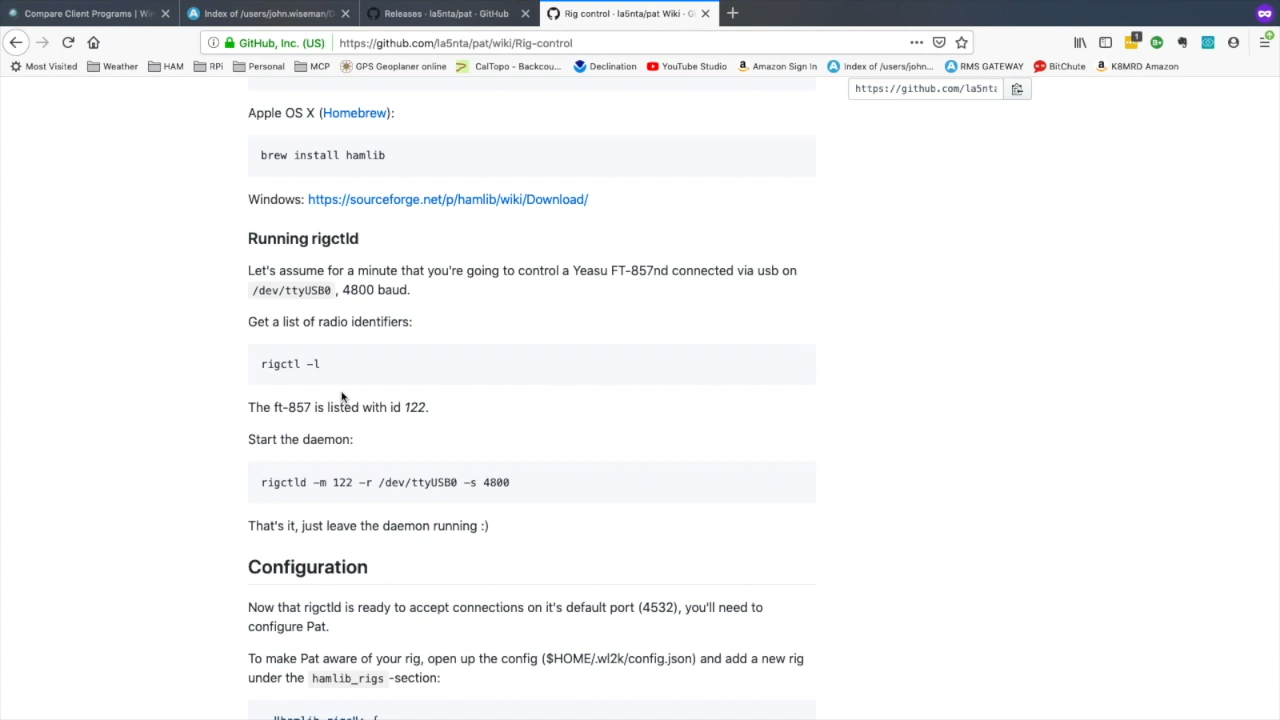 Compare Client Programs | Win
Index of /users/john.wiseman/D
Releases · la5nta/pat · GitHub
Rig control · la5nta/pat Wiki · G
GitHub, Inc. (US)
https://github.com/la5nta/pat/wiki/Rig-control
1
Most Visited
Weather
HAM
RPi
Personal
MCP
GPS Geoplaner online
CalTopo - Backcou...
Declination
YouTube Studio
Amazon Sign In
Index of /users/john...
RMS GATEWAY
BitChute
K8MRD Amazon
https://github.com/la5nta
Apple OS X (Homebrew):
brew install hamlib
Windows: https://sourceforge.net/p/hamlib/wiki/Download/
Running rigctld
Let's assume for a minute that you're going to control a Yeasu FT-857nd connected via usb on
/dev/ttyUSB0 , 4800 baud.
Get a list of radio identifiers:
rigctl -l
The ft-857 is listed with id 122.
Start the daemon:
rigctld -m 122 -r /dev/ttyUSB0 -s 4800
That's it, just leave the daemon running :)
Configuration
Now that rigctld is ready to accept connections on it's default port (4532), you'll need to
configure Pat.
To make Pat aware of your rig, open up the config ($HOME/.wl2k/config.json) and add a new rig
under the hamlib_rigs -section:
"hamlib_rigs": {